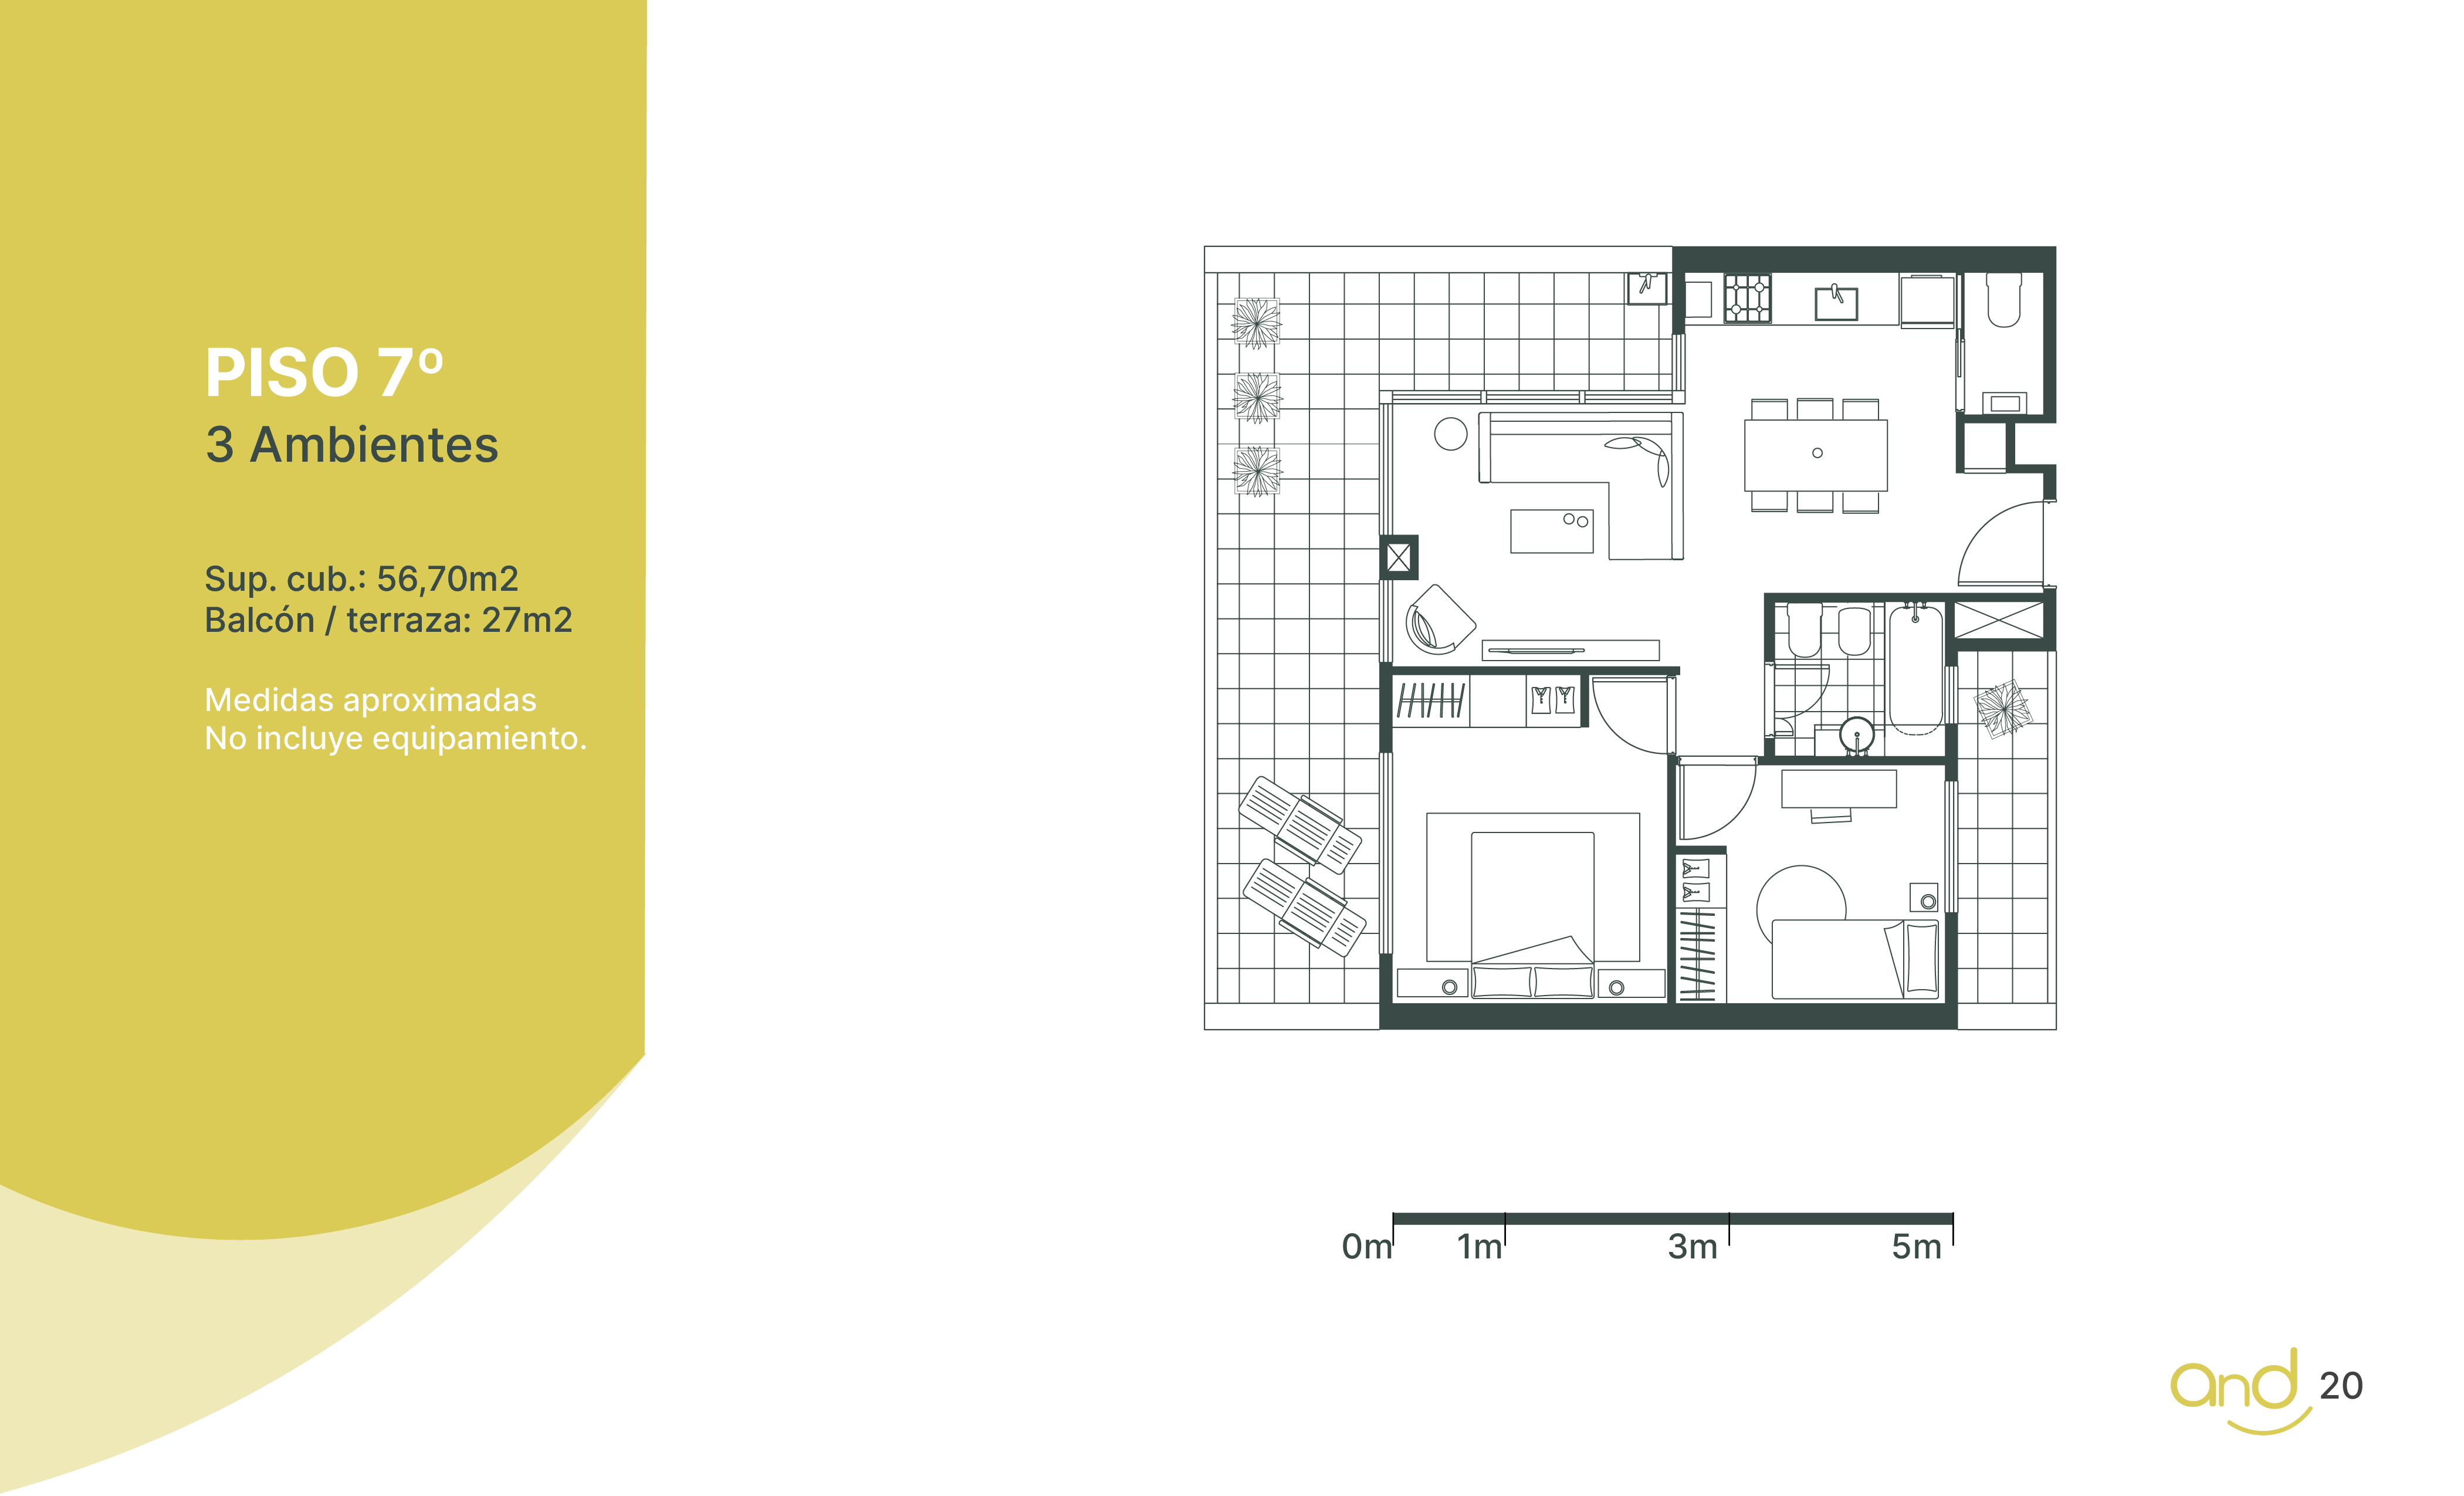 PISO 7º
3 Ambientes
Sup. cub.: 56,70m2
Balcón / terraza: 27m2
Medidas aproximadas
No incluye equipamiento.
0m 1m 3m 5m
and 20